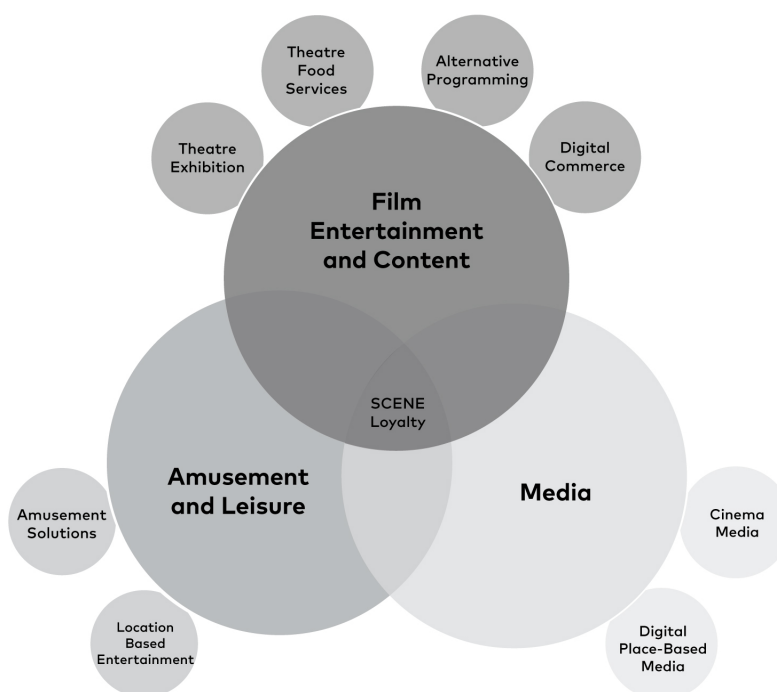 Theatre
Food
Services
Alternative
Programming
Theatre
Exhibition
Digital
Commerce
Film
Entertainment
and Content
SCENE
Loyalty
Amusement
and Leisure
Media
Amusement
Solutions
Cinema
Media
Location
Based
Entertainment
Digital
Place-Based
Media